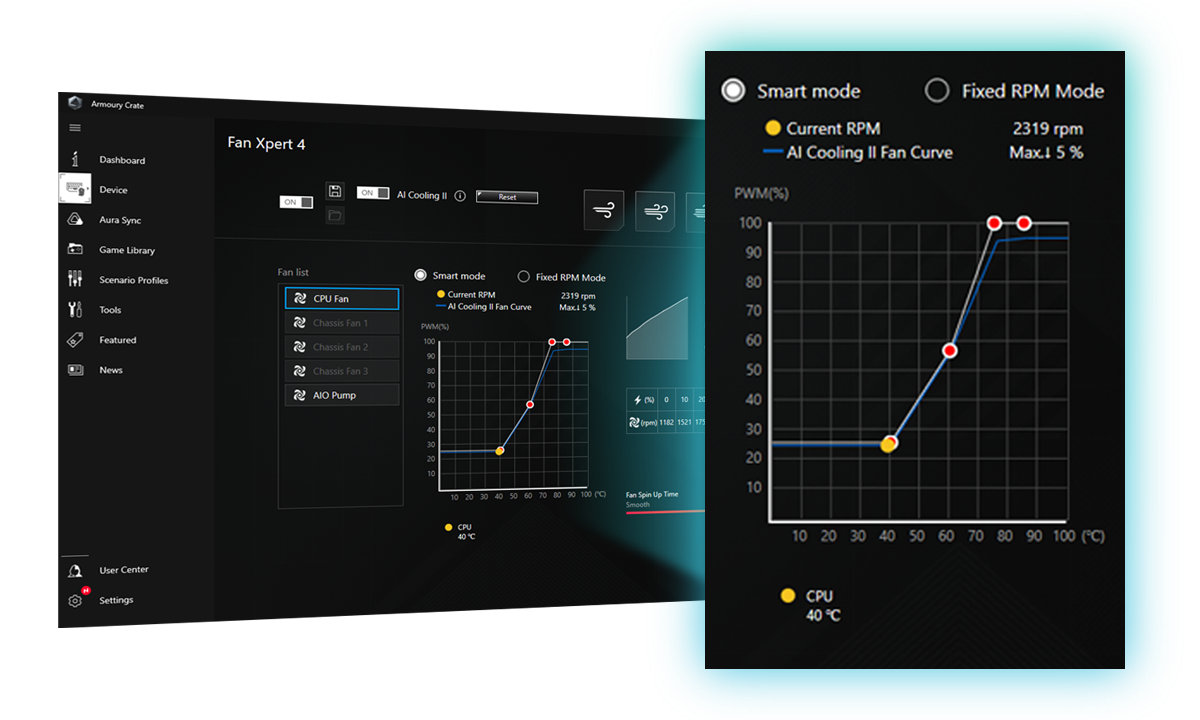 Armoury Crate
Dashboard
Device
Aura Sync
Game Library
Scenario Profiles
Tools
Featured
News
User Center
Settings
Fan Xpert 4
ON
ON
AI Cooling II
Reset
Fan list
CPU Fan
Chassis Fan 1
Chassis Fan 2
Chassis Fan 3
AIO Pump
Smart mode Fixed RPM Mode
Current RPM 2319 rpm
AI Cooling II Fan Curve Max.↓ 5 %
PWM(%)
100
90
80
70
60
50
40
30
20
10
10 20 30 40 50 60 70 80 90 100 (℃)
CPU
40 ℃
(%) 0 10
(rpm) 1182 1521
Fan Spin Up Time
Smooth
Smart mode Fixed RPM Mode
Current RPM 2319 rpm
AI Cooling II Fan Curve Max.↓ 5 %
PWM(%)
100
90
80
70
60
50
40
30
20
10
10 20 30 40 50 60 70 80 90 100 (℃)
CPU
40 ℃